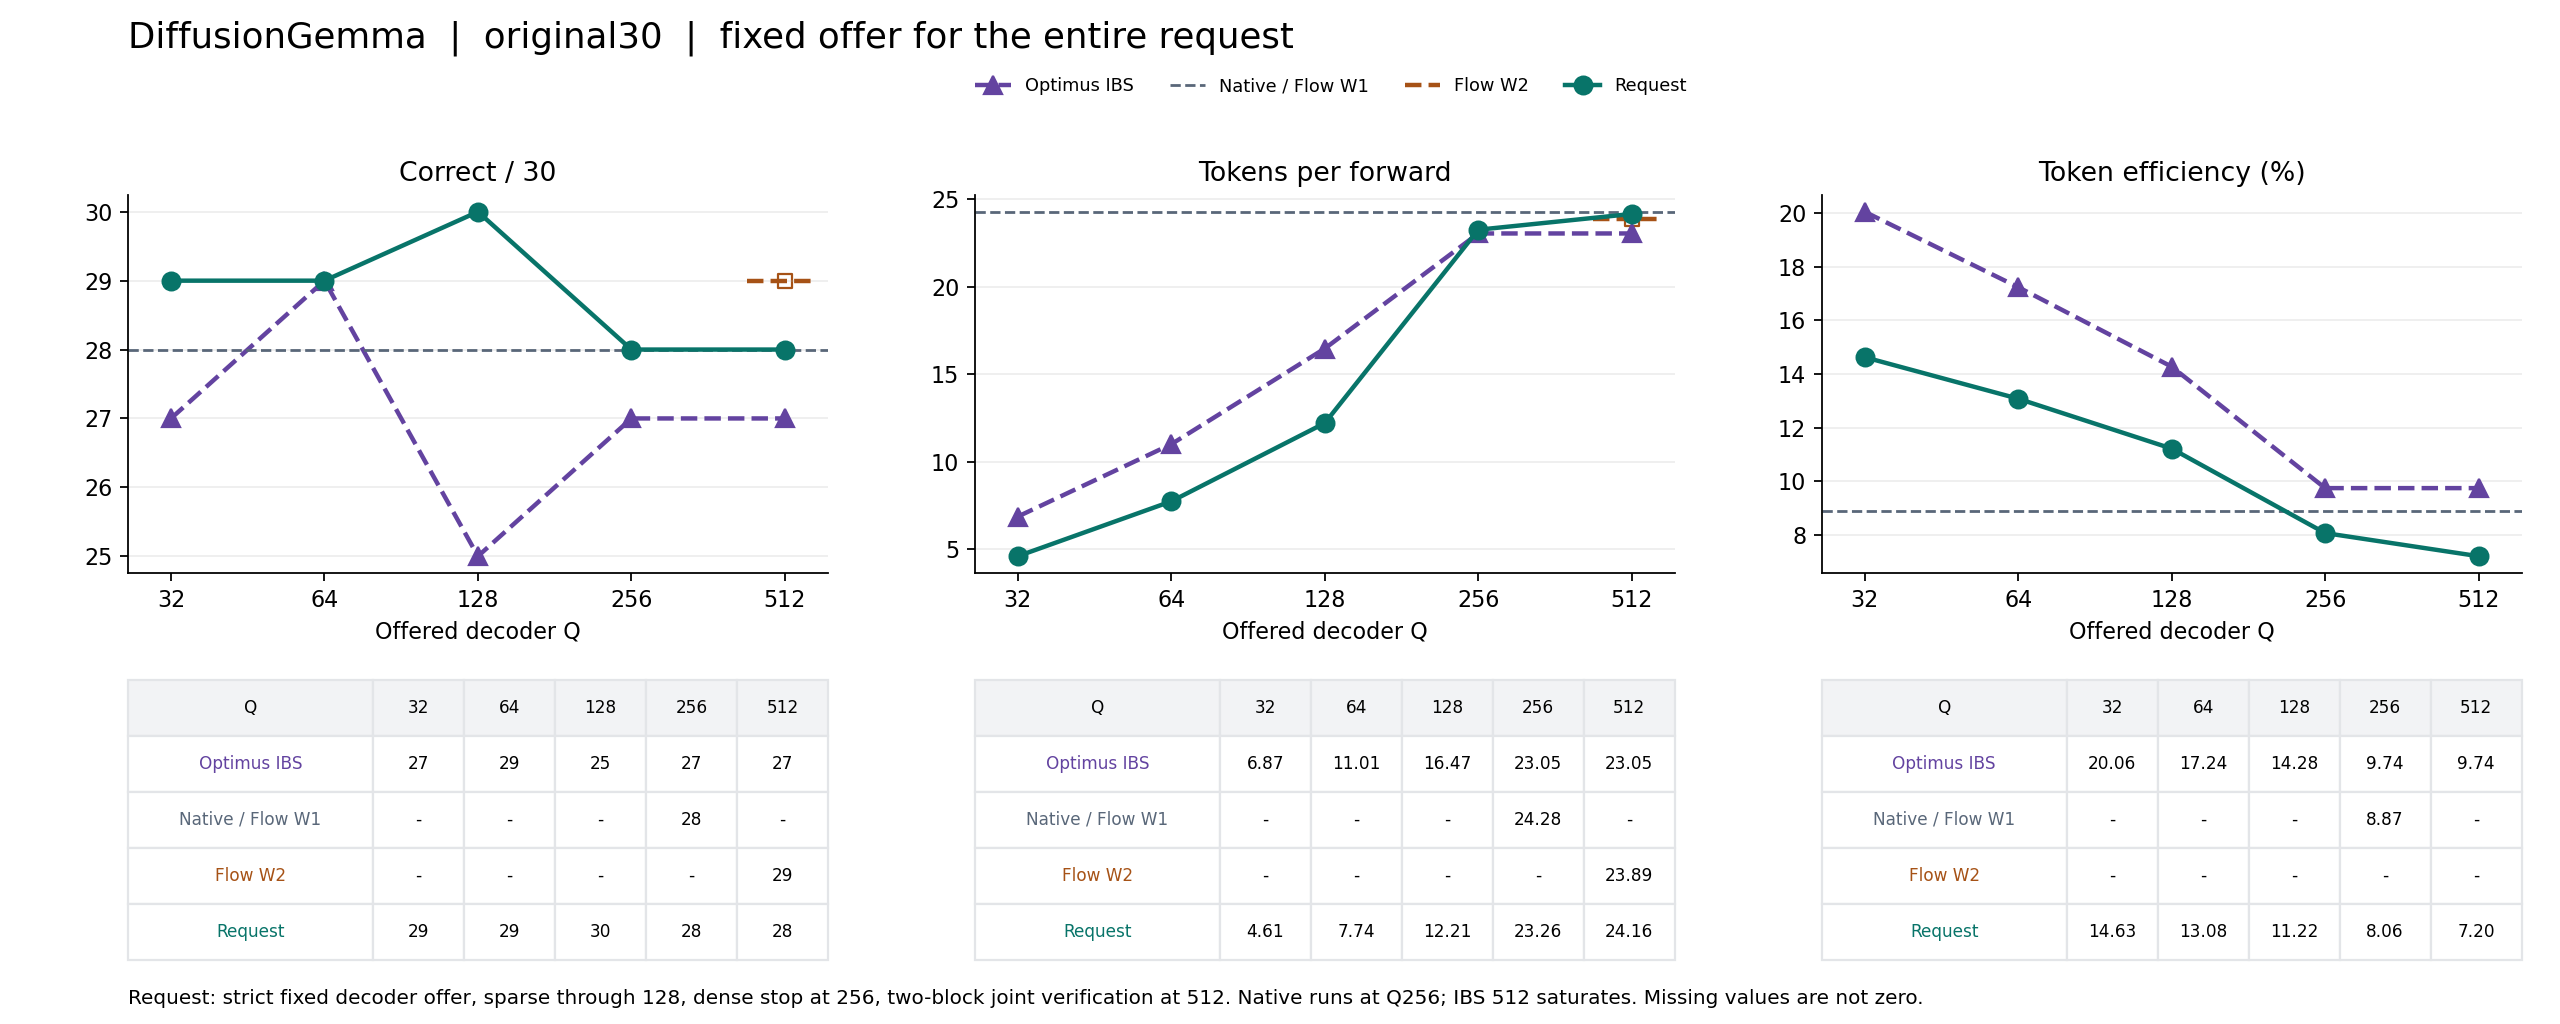 DiffusionGemma | original30 | fixed offer for the entire request
Optimus IBS Native / Flow W1 Flow W2 Request
Correct / 30
30
29
28
27
26
25
32 64 128 256 512
Offered decoder Q
Tokens per forward
25
20
15
10
5
32 64 128 256 512
Offered decoder Q
Token efficiency (%)
20
18
16
14
12
10
8
32 64 128 256 512
Offered decoder Q
Q 32 64 128 256 512
Optimus IBS 27 29 25 27 27
Native / Flow W1 - - - 28 -
Flow W2 - - - - 29
Request 29 29 30 28 28
Q 32 64 128 256 512
Optimus IBS 6.87 11.01 16.47 23.05 23.05
Native / Flow W1 - - - 24.28 -
Flow W2 - - - - 23.89
Request 4.61 7.74 12.21 23.26 24.16
Q 32 64 128 256 512
Optimus IBS 20.06 17.24 14.28 9.74 9.74
Native / Flow W1 - - - 8.87 -
Flow W2 - - - - -
Request 14.63 13.08 11.22 8.06 7.20
Request: strict fixed decoder offer, sparse through 128, dense stop at 256, two-block joint verification at 512. Native runs at Q256; IBS 512 saturates. Missing values are not zero.